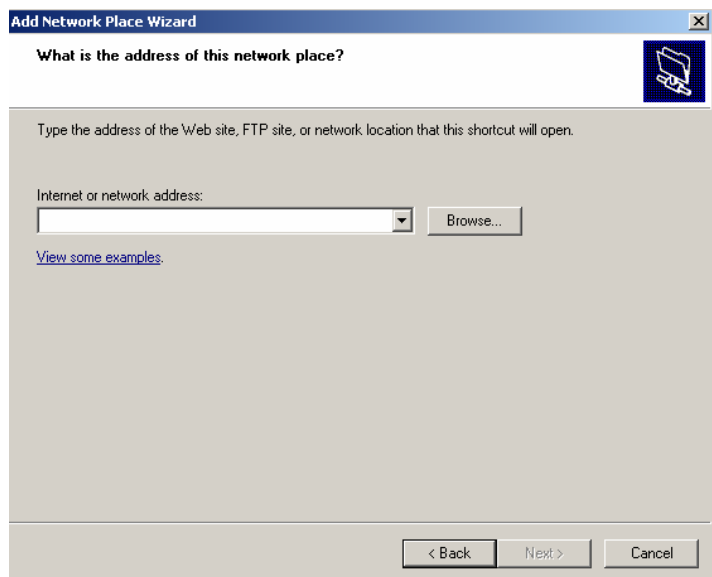 Add Network Place Wizard
What is the address of this network place?
Type the address of the Web site, FTP site, or network location that this shortcut will open.
Internet or network address:
Browse...
View some examples.
< Back Next > Cancel